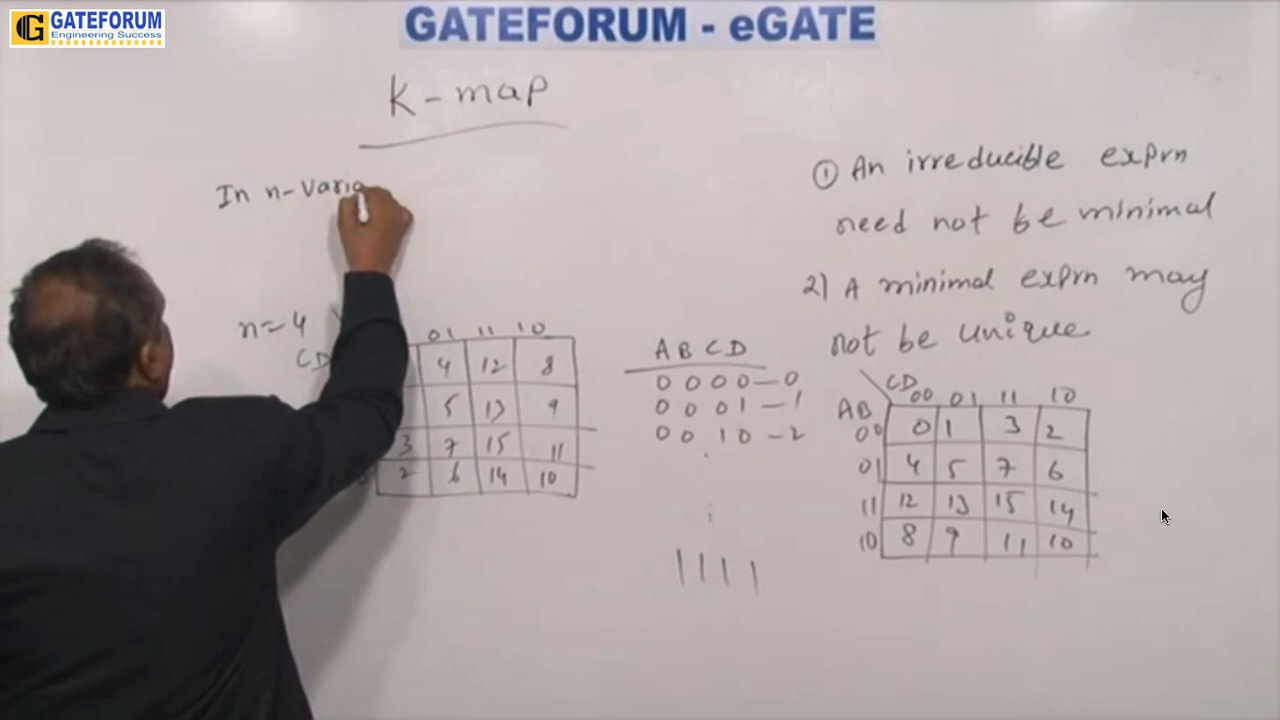 GATEFORUM
Engineering Success
GATEFORUM - eGATE
K-map
In n-varia
① An irreducible exprn
need not be minimal
2) A minimal exprn may
not be unique
n=4
CD
01 11 10
4 12 8
5 13 9
3 7 15 11
2 6 14 10
A B C D
0 0 0 0 - 0
0 0 0 1 - 1
0 0 1 0 - 2
1 1 1 1
CD
AB 00 01 11 10
00 0 1 3 2
01 4 5 7 6
11 12 13 15 14
10 8 9 11 10